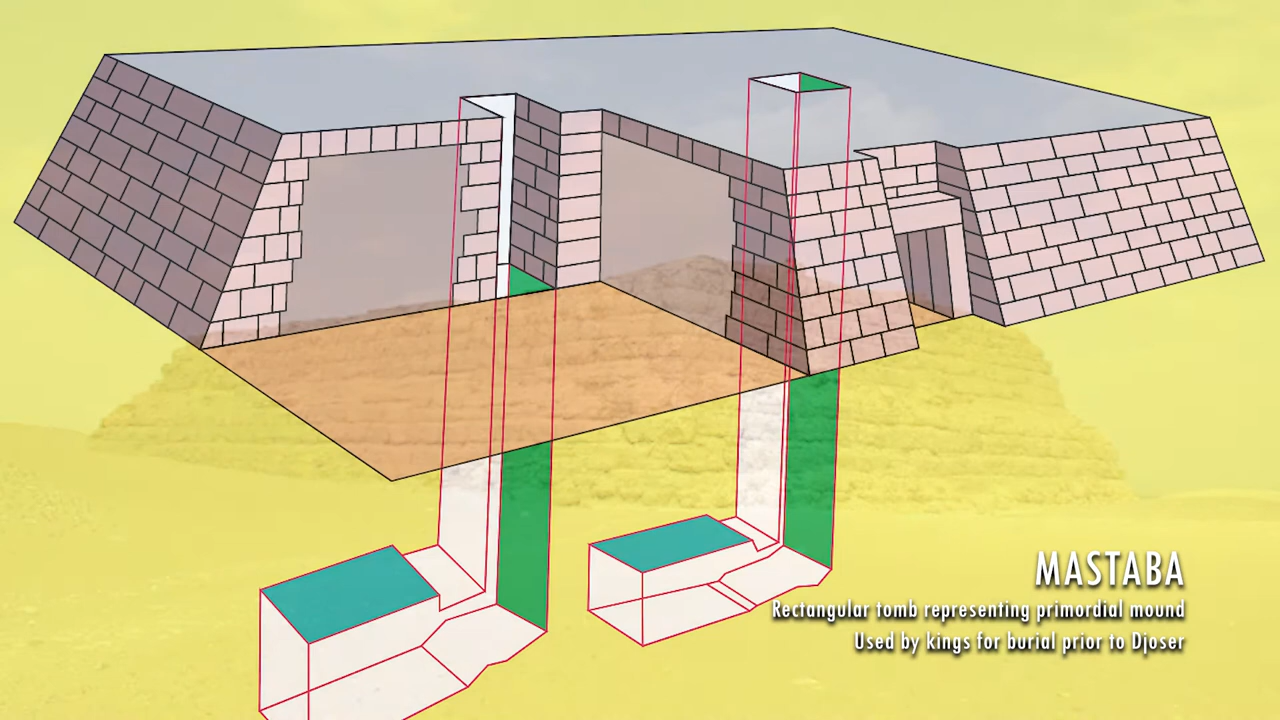 MASTABA
Rectangular tomb representing primordial mound
Used by kings for burial prior to Djoser